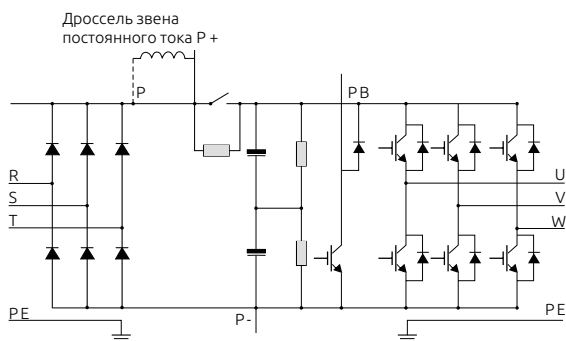 Дроссель звена
постоянного тока P +
P
PB
R
S
T
U
V
W
PE
P-
PE